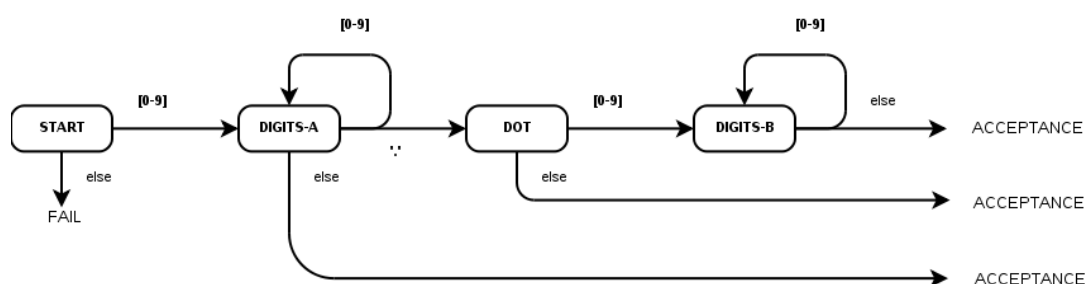 [0-9]
[0-9]
[0-9]
[0-9]
else
START
DIGITS-A
DOT
DIGITS-B
ACCEPTANCE
'.'
else
else
else
ACCEPTANCE
FAIL
ACCEPTANCE